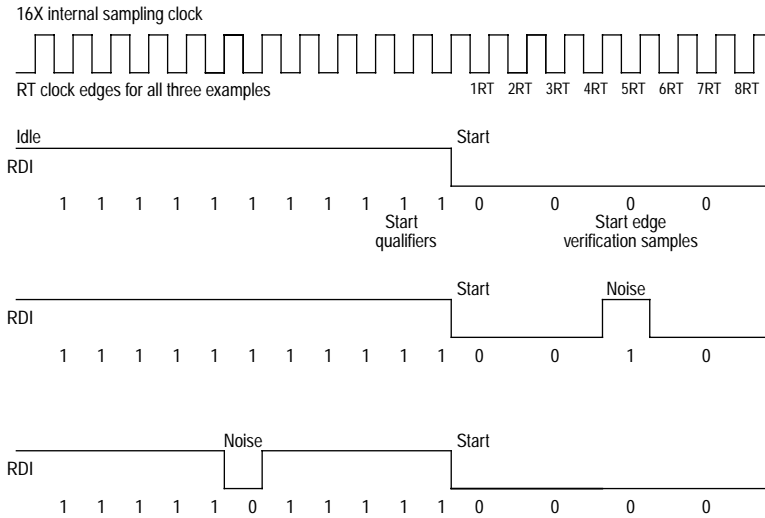 16X internal sampling clock
RT clock edges for all three examples
1RT 2RT 3RT 4RT 5RT 6RT 7RT 8RT
Idle
Start
RDI
1 1 1 1 1 1 1 1 1 1 1 0 0 0 0
Start
qualifiers
Start edge
verification samples
Start
Noise
RDI
1 1 1 1 1 1 1 1 1 1 1 0 0 1 0
Noise
Start
RDI
1 1 1 1 1 0 1 1 1 1 1 0 0 0 0